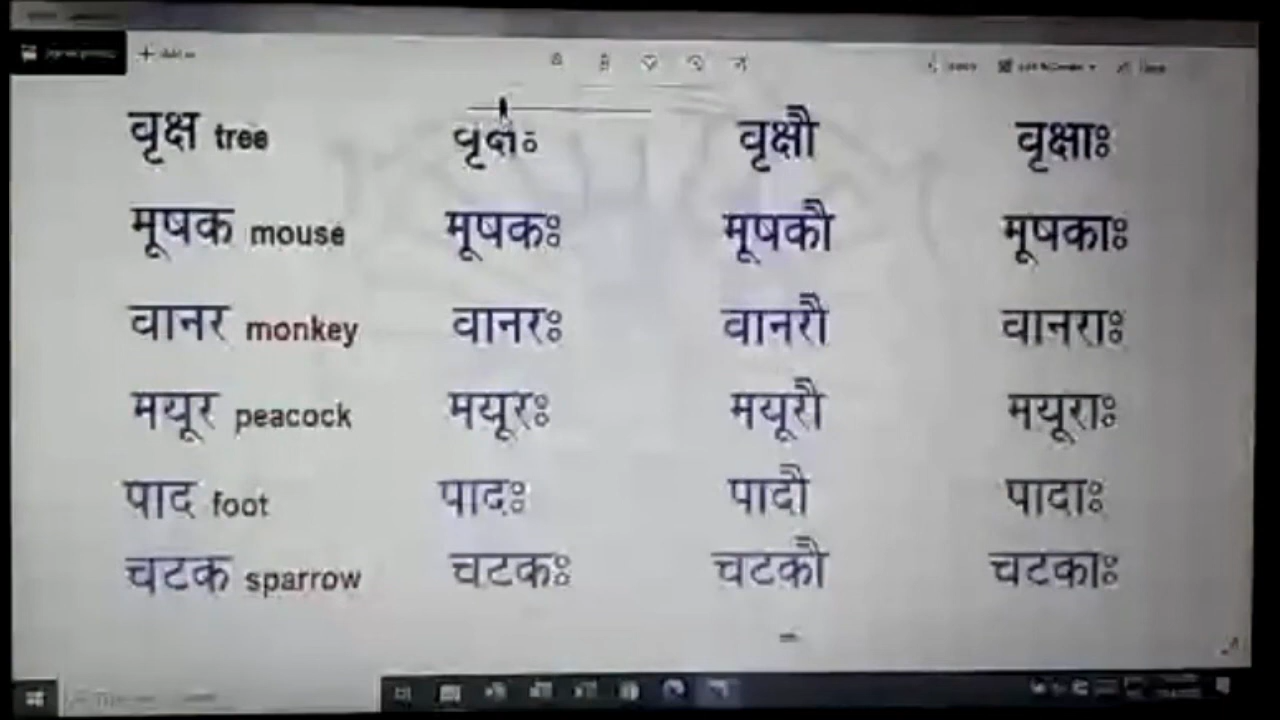 वृक्ष tree वृक्षः वृक्षौ वृक्षाः
मूषक mouse मूषकः मूषकौ मूषकाः
वानर monkey वानरः वानरौ वानराः
मयूर peacock मयूरः मयूरौ मयूराः
पाद foot पादः पादौ पादाः
चटक sparrow चटकः चटकौ चटकाः